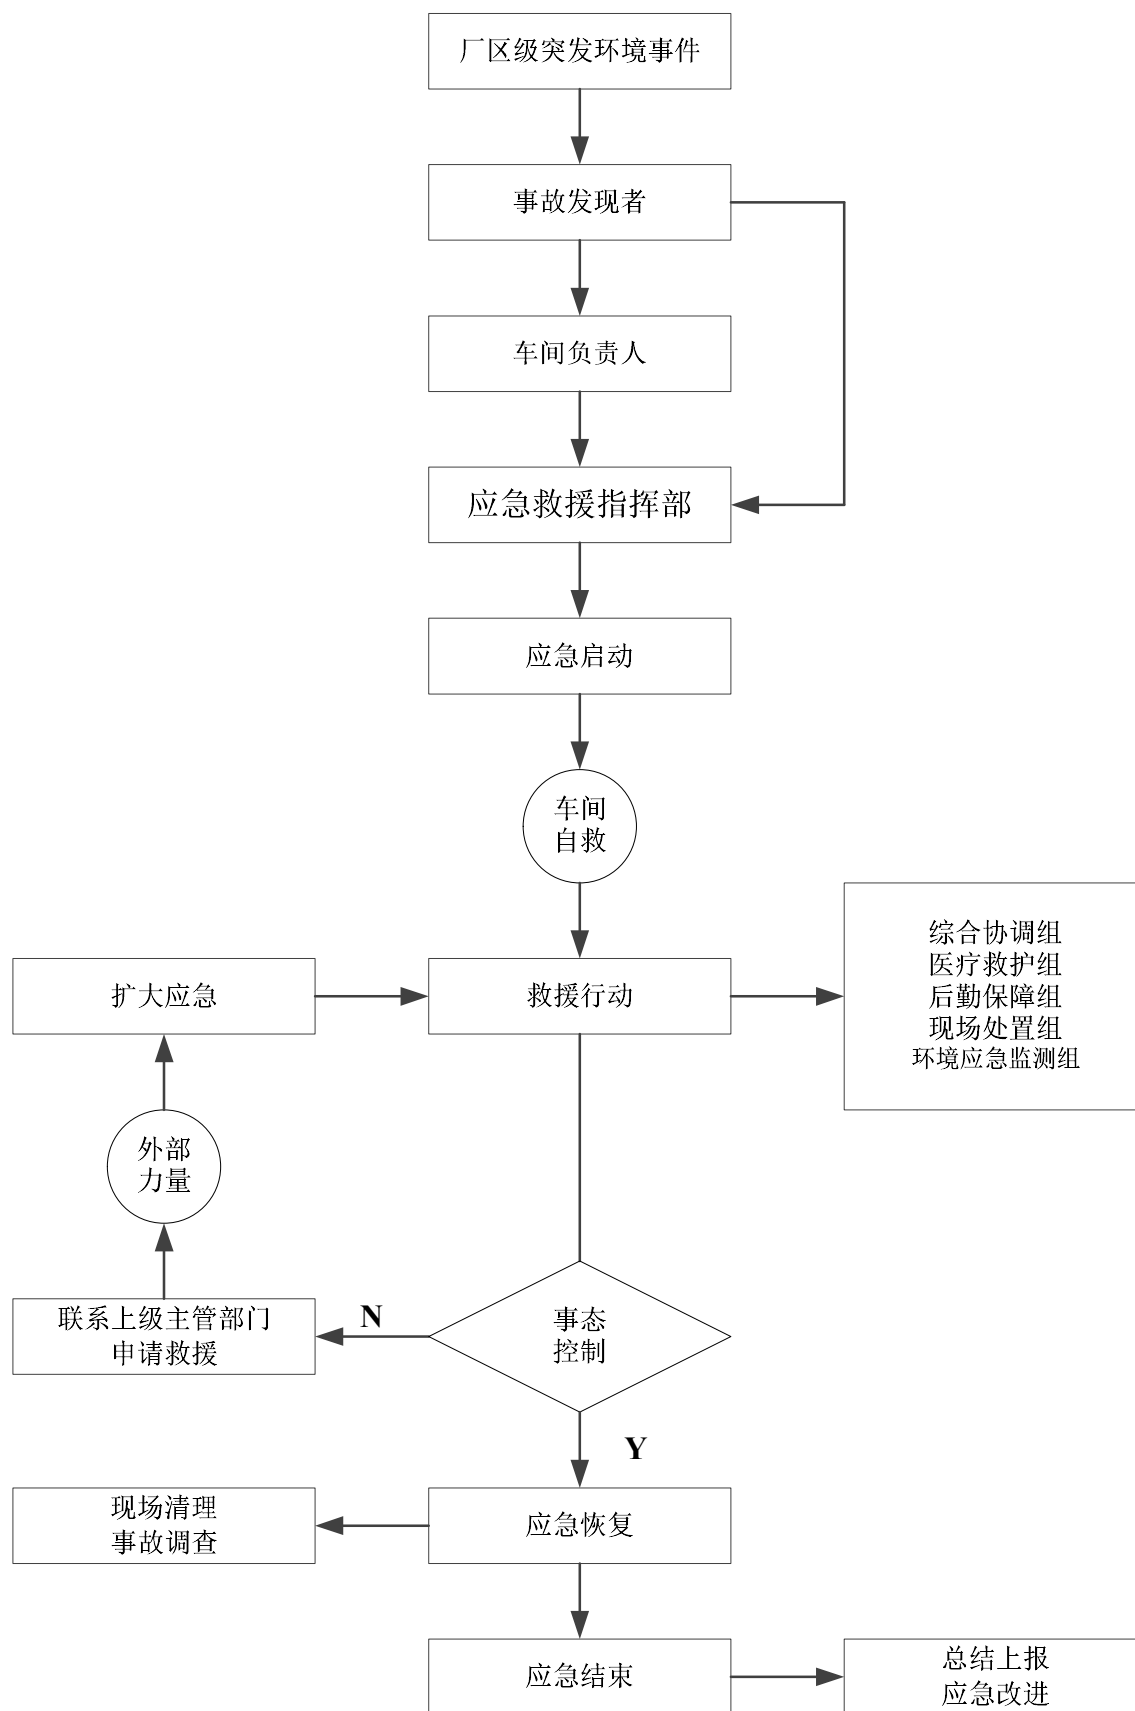 厂区级突发环境事件
事故发现者
车间负责人
应急救援指挥部
应急启动
车间
自救
综合协调组
医疗救护组
后勤保障组
现场处置组
环境应急监测组
扩大应急
救援行动
外部
力量
联系上级主管部门
申请救援
N
事态
控制
Y
现场清理
事故调查
应急恢复
应急结束
总结上报
应急改进